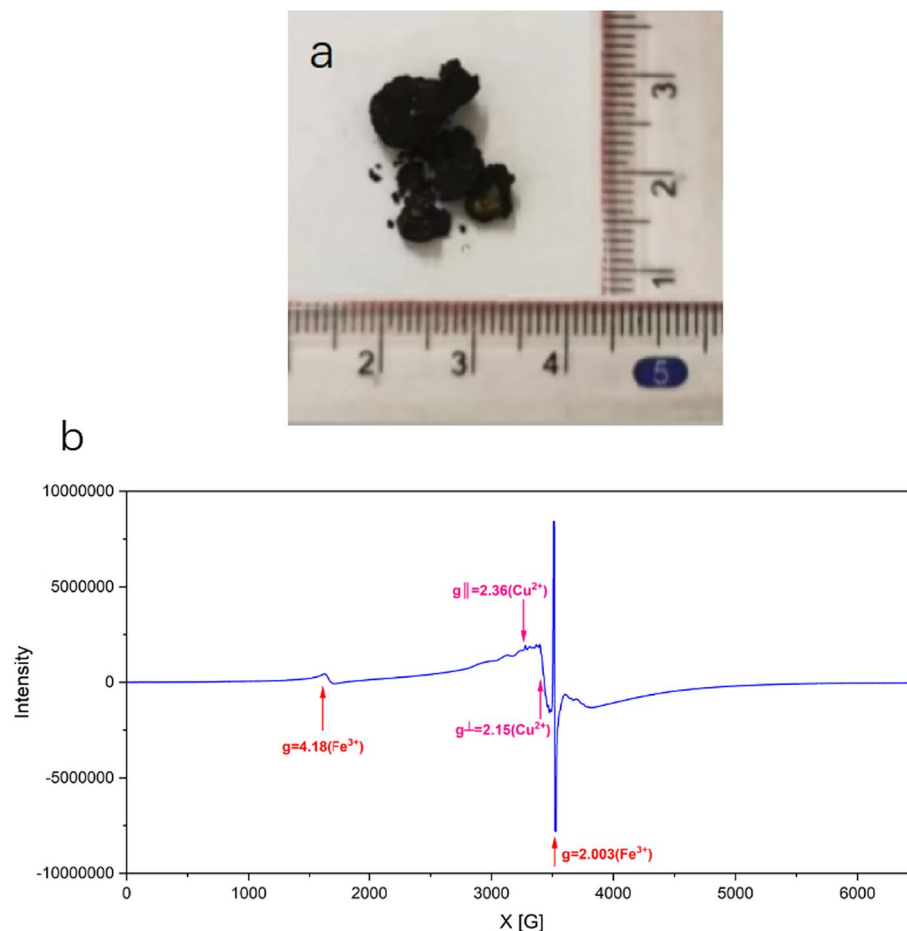 a
3
2
1
2
3
4
5
b
10000000
5000000
0
-5000000
-10000000
Intensity
g∥=2.36(Cu²⁺)
g⊥=2.15(Cu²⁺)
g=4.18(Fe³⁺)
g=2.003(Fe³⁺)
0
1000
2000
3000
4000
5000
6000
X [G]